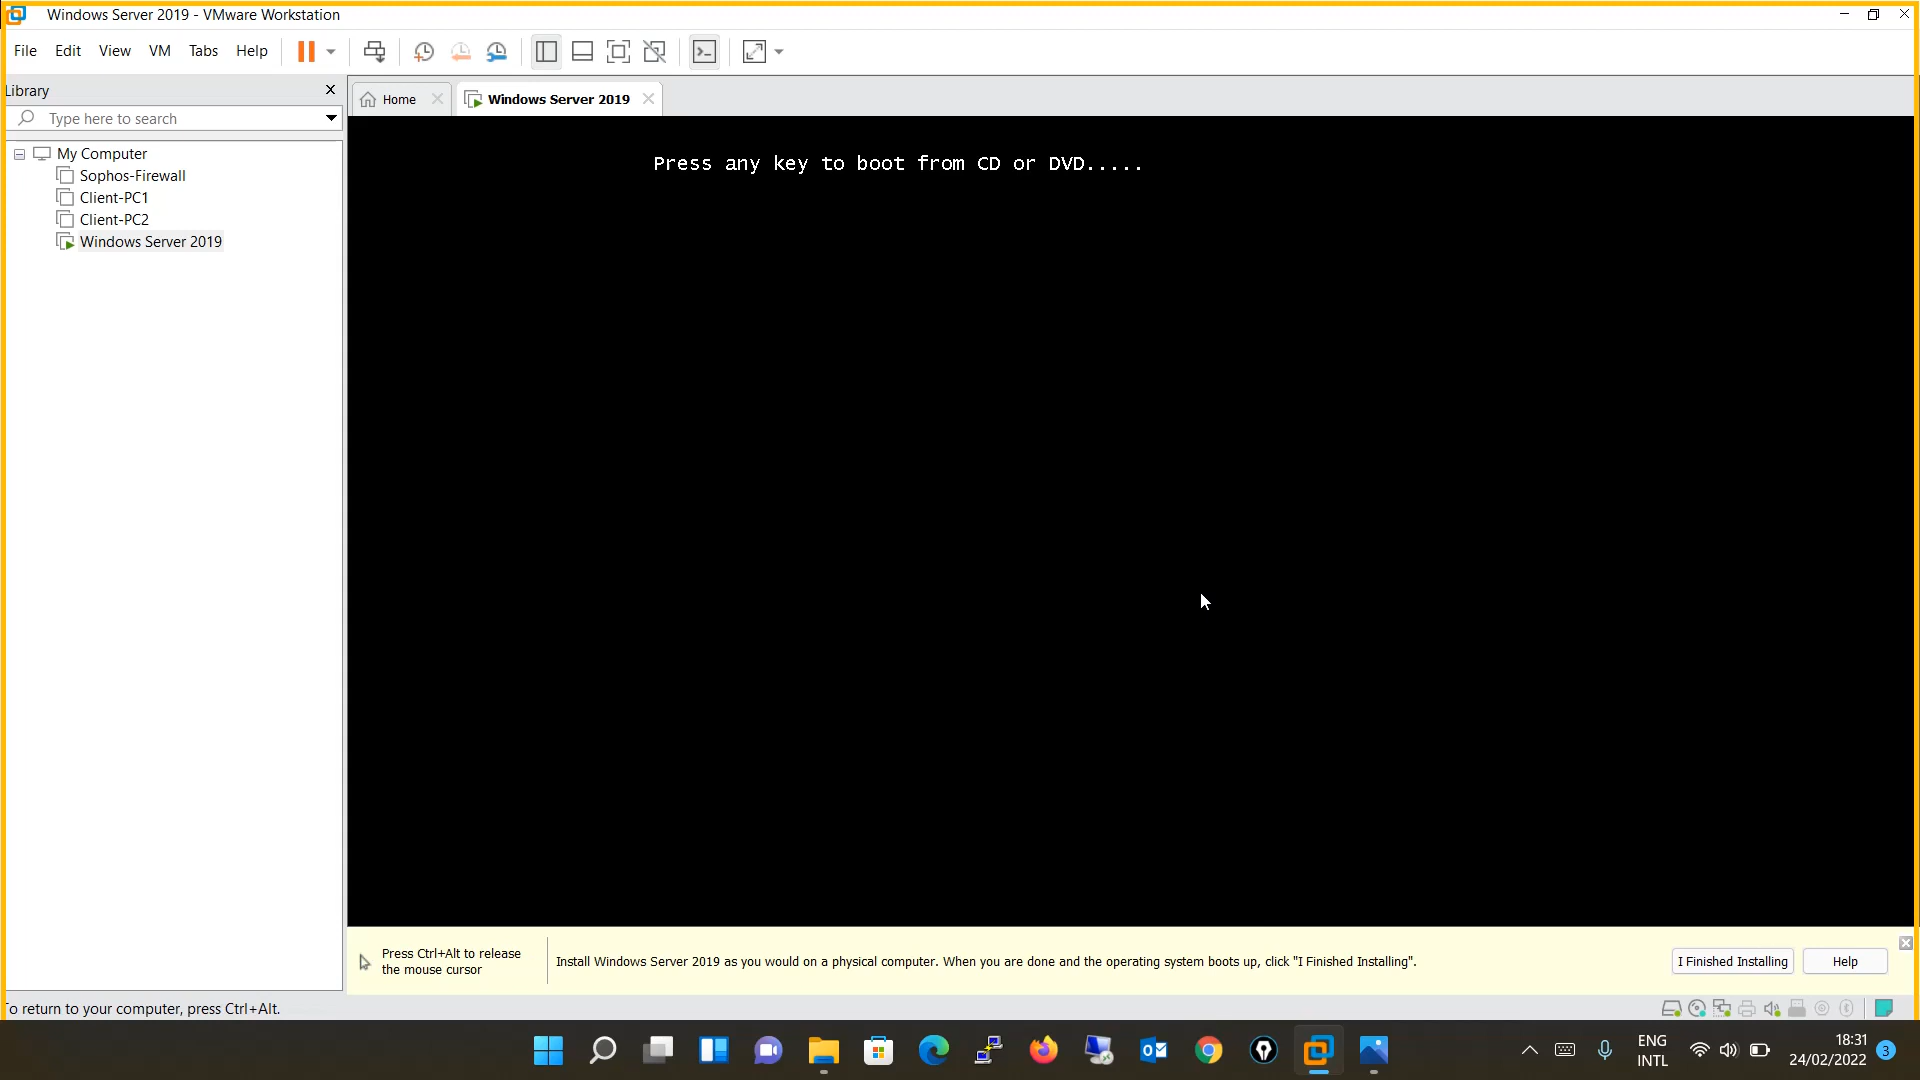 Windows Server 2019 - VMware Workstation
File Edit View VM Tabs Help
Library
Type here to search
My Computer
Sophos-Firewall
Client-PC1
Client-PC2
Windows Server 2019
Home
Windows Server 2019
Press any key to boot from CD or DVD.....
Press Ctrl+Alt to release
the mouse cursor
Install Windows Server 2019 as you would on a physical computer. When you are done and the operating system boots up, click "I Finished Installing".
I Finished Installing
Help
To return to your computer, press Ctrl+Alt.
ENG
INTL
18:31
24/02/2022
3